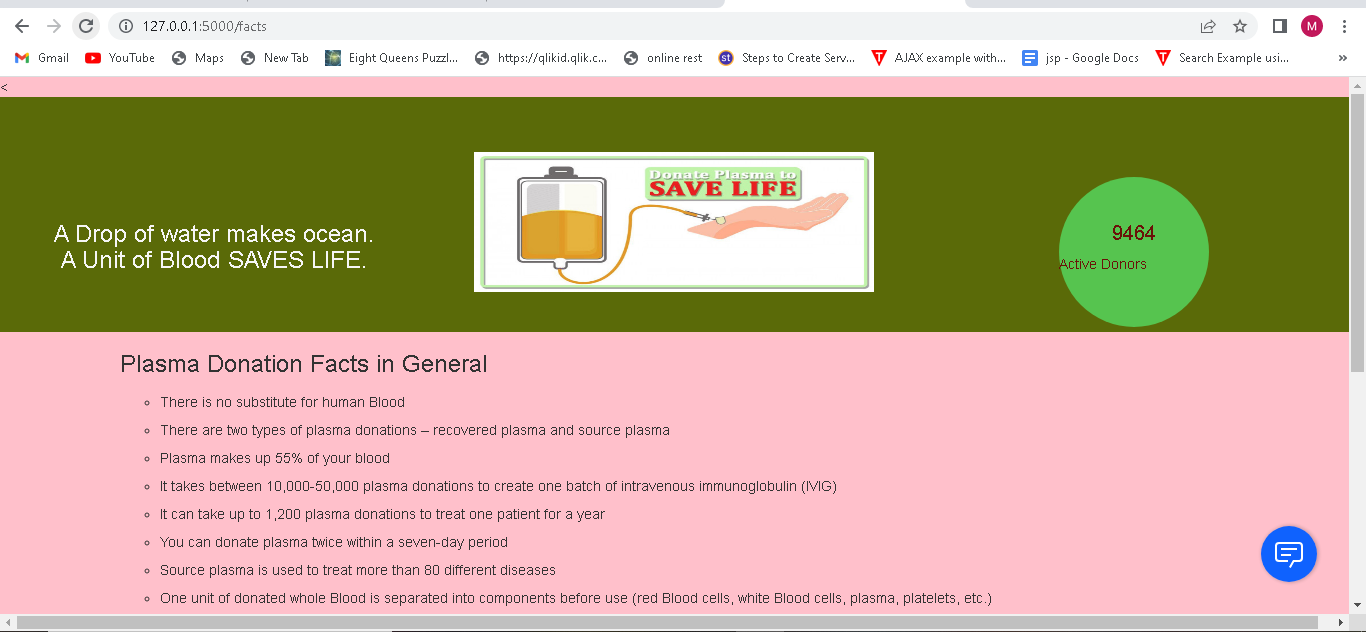 127.0.0.1:5000/facts
M
Gmail YouTube Maps New Tab Eight Queens Puzzl... https://qlikid.qlik.c... online rest st Steps to Create Serv... AJAX example with... jsp - Google Docs Search Example usi... »
<
Donate Plasma to
SAVE LIFE
A Drop of water makes ocean.
A Unit of Blood SAVES LIFE.
9464
Active Donors
Plasma Donation Facts in General
There is no substitute for human Blood
There are two types of plasma donations – recovered plasma and source plasma
Plasma makes up 55% of your blood
It takes between 10,000-50,000 plasma donations to create one batch of intravenous immunoglobulin (IVIG)
It can take up to 1,200 plasma donations to treat one patient for a year
You can donate plasma twice within a seven-day period
Source plasma is used to treat more than 80 different diseases
One unit of donated whole Blood is separated into components before use (red Blood cells, white Blood cells, plasma, platelets, etc.)